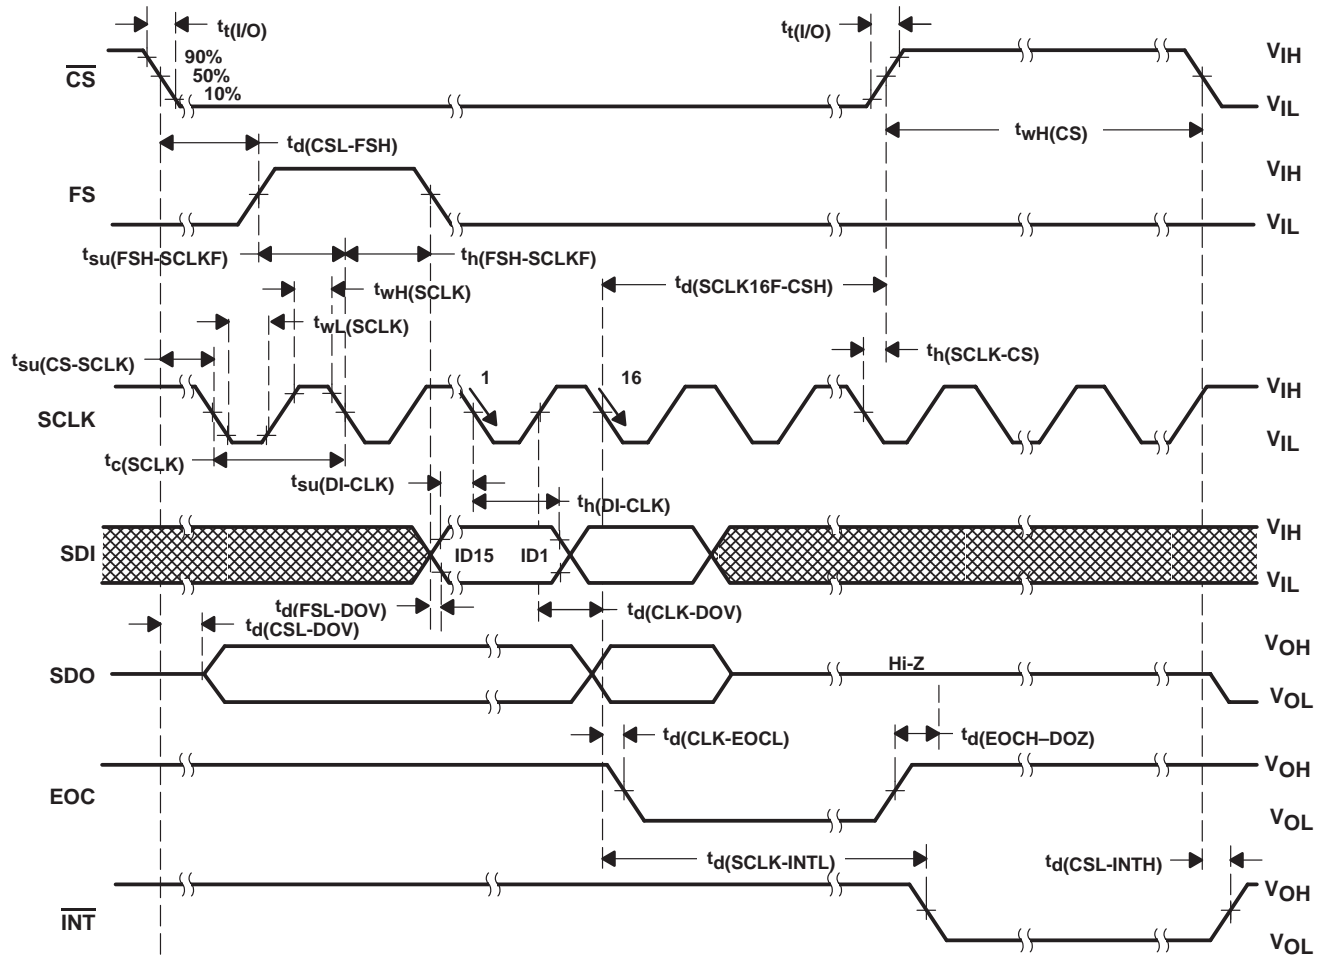 tt(I/O)
tt(I/O)
CS
90%
50%
10%
VIH
VIL
td(CSL-FSH)
twH(CS)
FS
VIH
VIL
tsu(FSH-SCLKF)
th(FSH-SCLKF)
twH(SCLK)
td(SCLK16F-CSH)
twL(SCLK)
tsu(CS-SCLK)
th(SCLK-CS)
1
16
SCLK
VIH
VIL
tc(SCLK)
tsu(DI-CLK)
th(DI-CLK)
SDI
ID15
ID1
VIH
VIL
td(FSL-DOV)
td(CLK-DOV)
td(CSL-DOV)
SDO
Hi-Z
VOH
VOL
td(CLK-EOCL)
td(EOCH–DOZ)
EOC
VOH
VOL
td(SCLK-INTL)
td(CSL-INTH)
INT
VOH
VOL